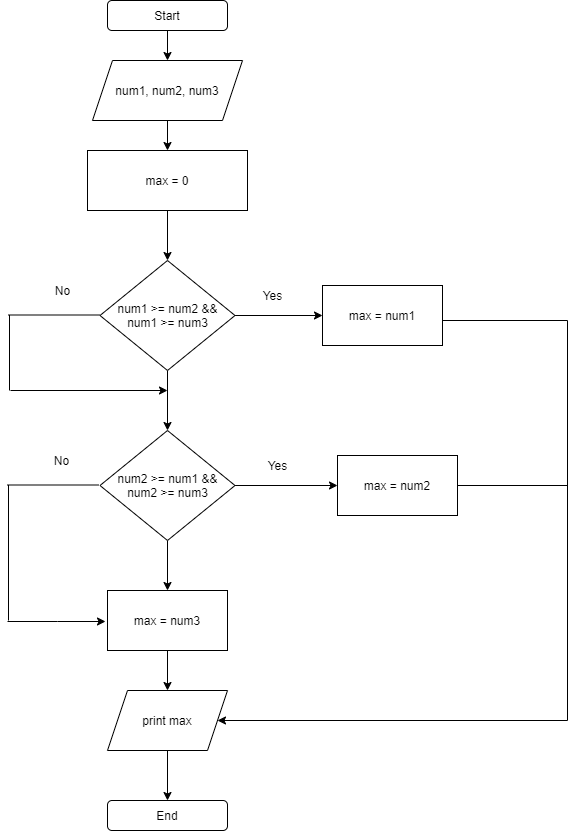 Start
num1, num2, num3
max = 0
No
num1 >= num2 &&
num1 >= num3
Yes
max = num1
No
num2 >= num1 &&
num2 >= num3
Yes
max = num2
max = num3
print max
End